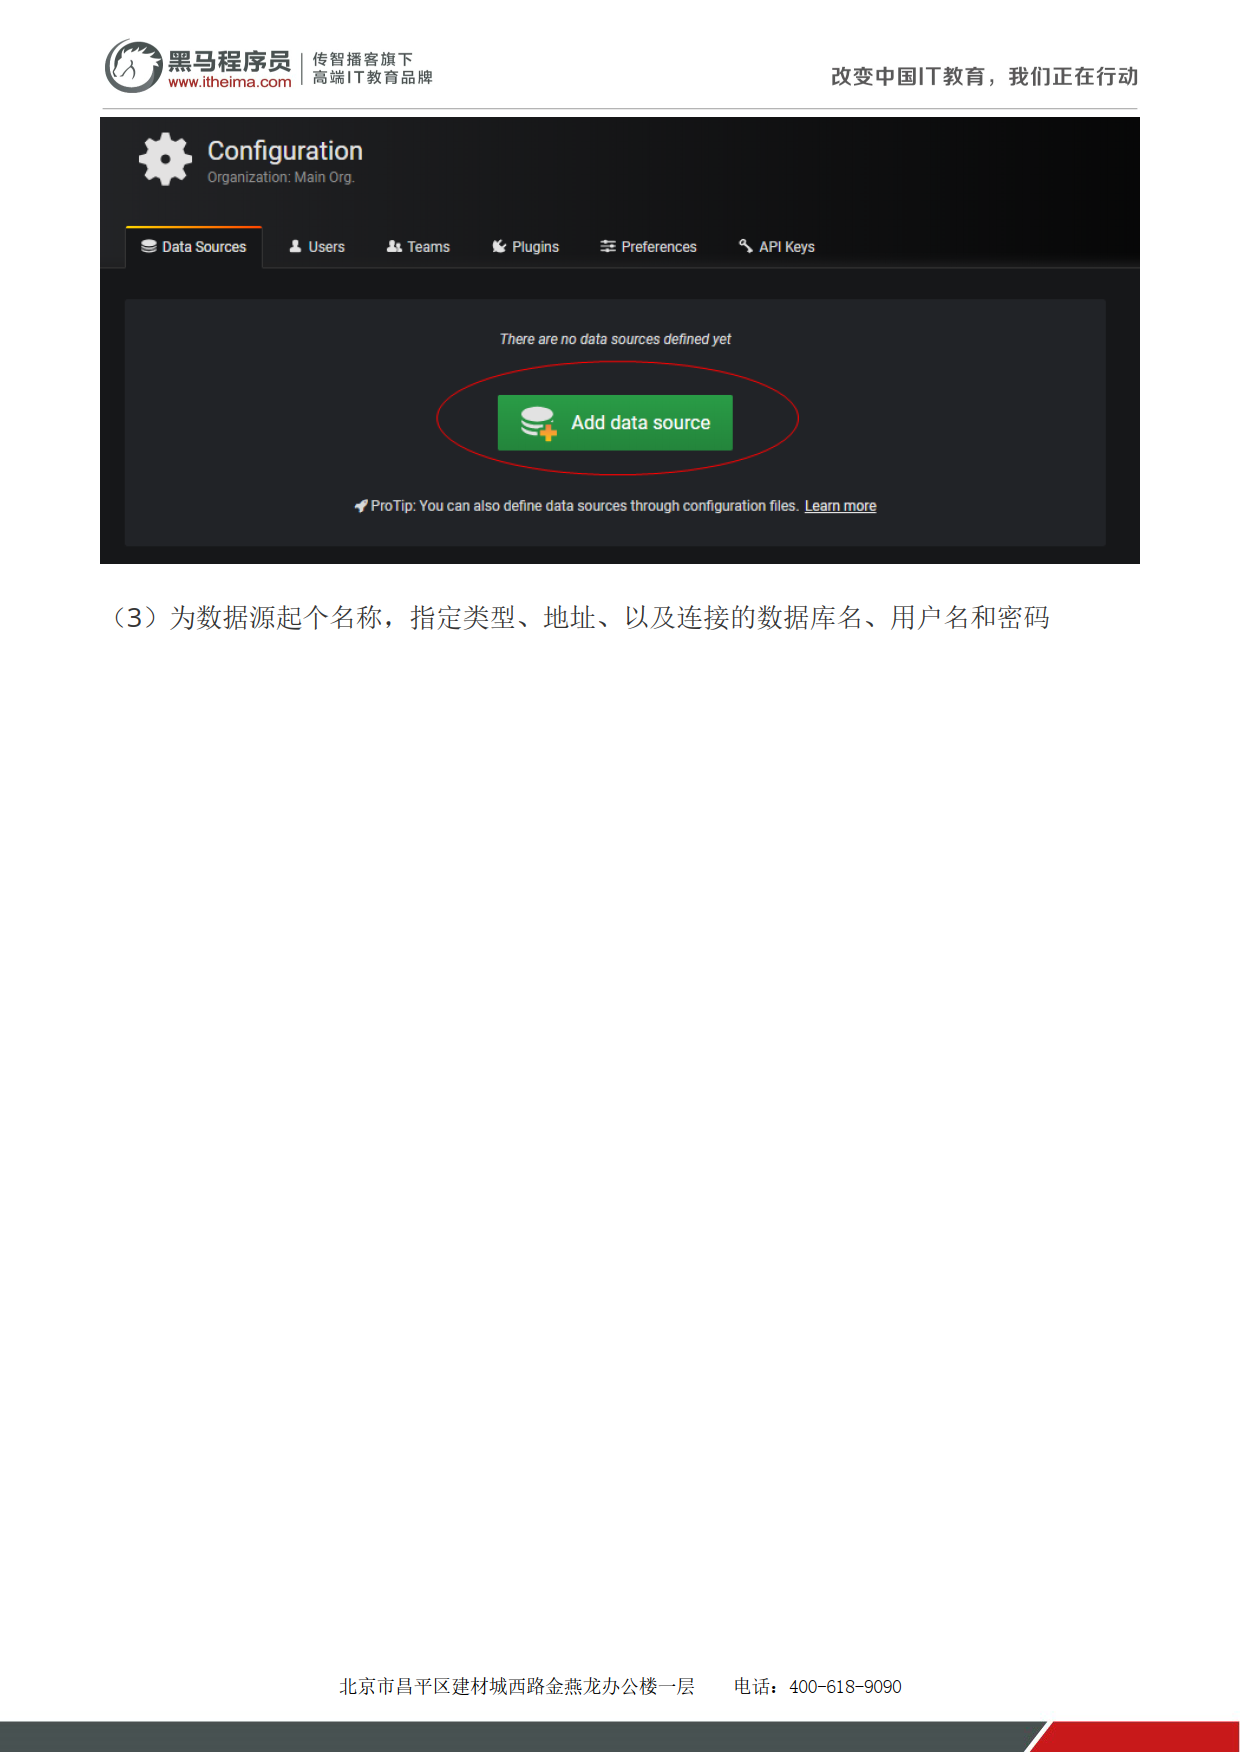 黑马程序员
www.itheima.com
传智播客旗下
高端IT教育品牌
改变中国IT教育，我们正在行动
Configuration
Organization: Main Org.
Data Sources Users Teams Plugins Preferences API Keys
There are no data sources defined yet
Add data source
ProTip: You can also define data sources through configuration files. Learn more
（3）为数据源起个名称，指定类型、地址、以及连接的数据库名、用户名和密码
北京市昌平区建材城西路金燕龙办公楼一层 电话：400-618-9090